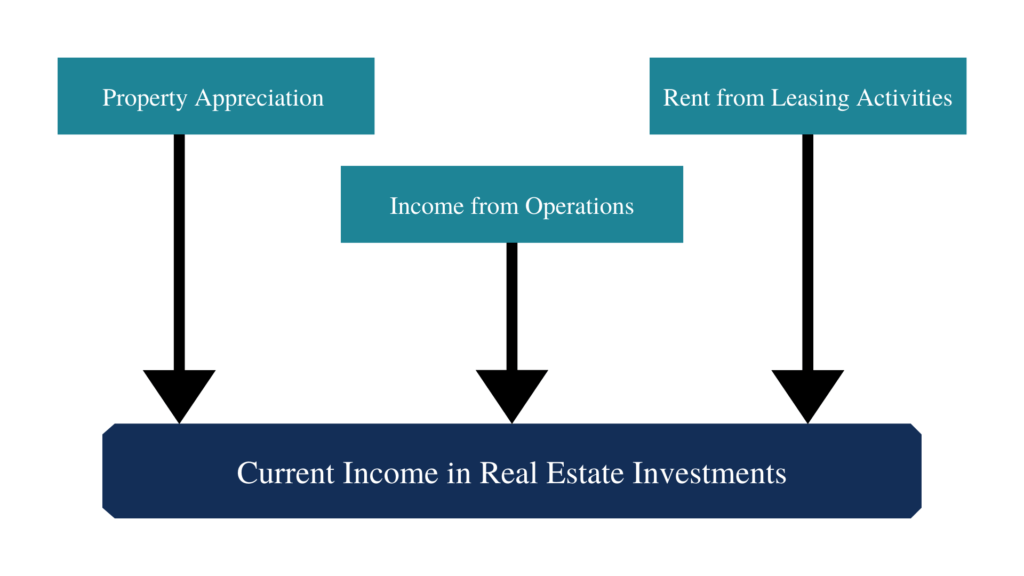 Property Appreciation
Rent from Leasing Activities
Income from Operations
Current Income in Real Estate Investments